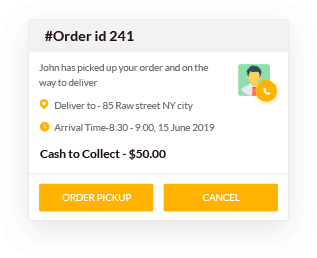 #Order id 241
John has picked up your order and on the
way to deliver
Deliver to - 85 Raw street NY city
Arrival Time-8:30 - 9:00, 15 June 2019
Cash to Collect - $50.00
ORDER PICKUP
CANCEL